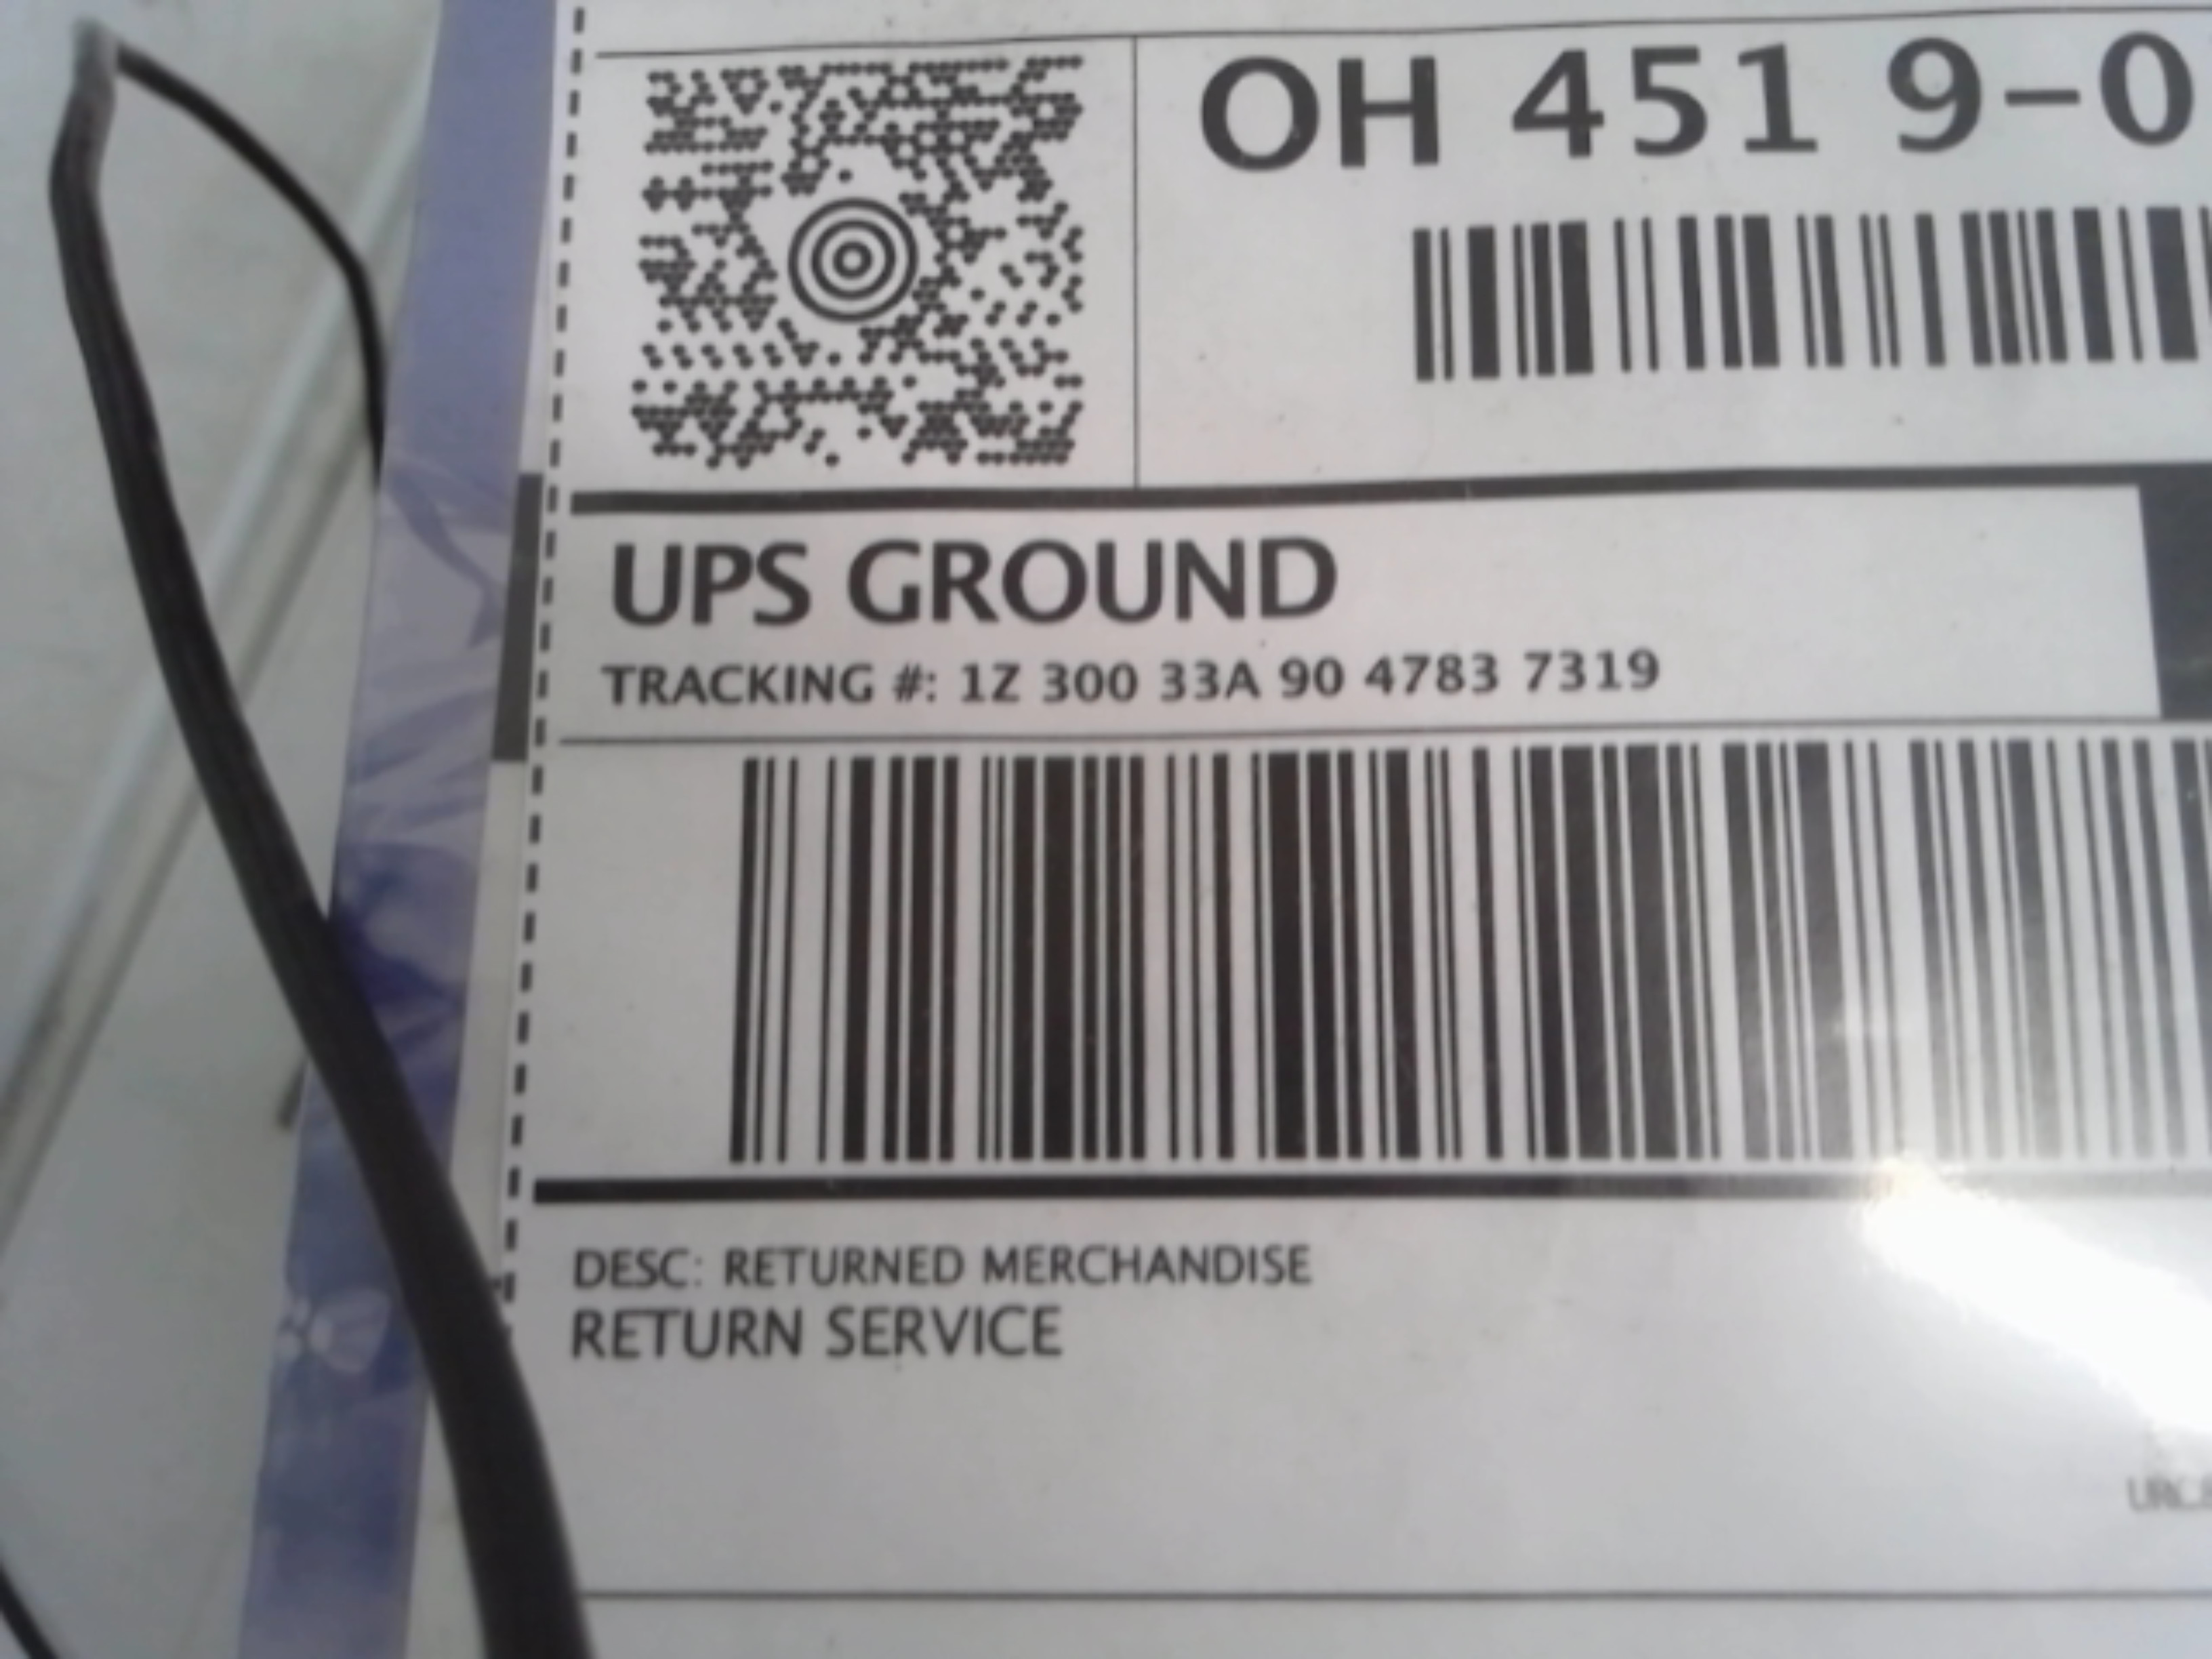 OH 451 9-0
UPS GROUND
TRACKING #: 1Z 300 33A 90 4783 7319
DESC: RETURNED MERCHANDISE
RETURN SERVICE